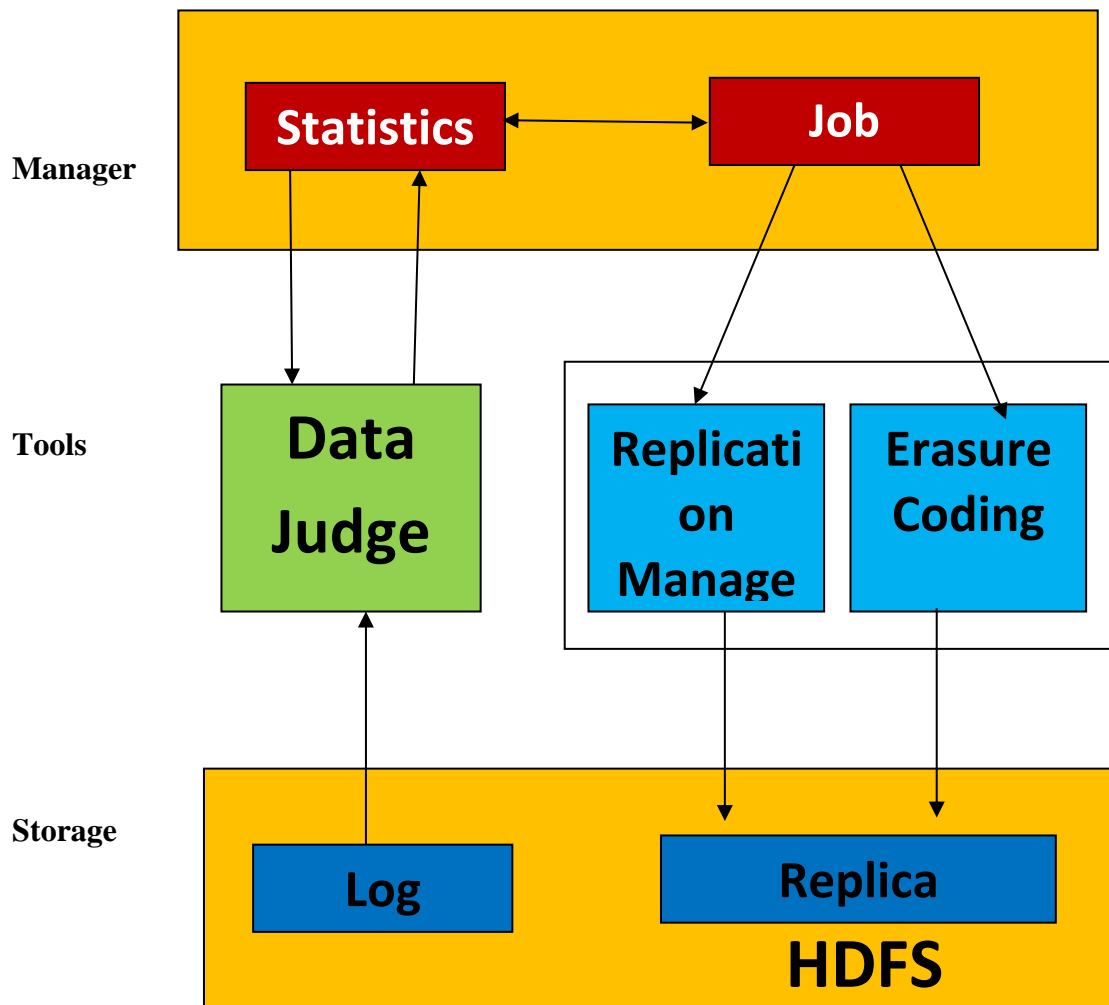 Statistics
Job
Manager
Tools
Data
Judge
Replicati
on
Manage
Erasure
Coding
Storage
Log
Replica
HDFS